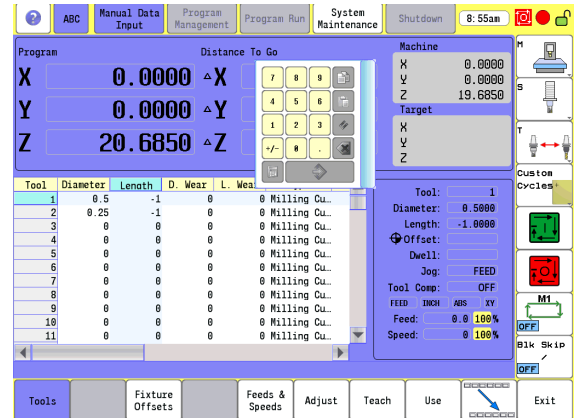 ?
ABC
Manual Data
Input
Program
Management
Program Run
System
Maintenance
Shutdown
8:55am
Program
Distance To Go
X 0.0000 X
Y 0.0000 Y
Z 20.6850 Z
7 8 9
4 5 6
1 2 3
+/- 0 .
Machine
X 0.0000
Y 0.0000
Z 19.6850
Target
X
Y
Z
M
S
T
Custom
Cycles
Tool Diameter Length D. Wear L.
1 0.5 -1 0 0 Milling Cu…
2 0.25 -1 0 0 Milling Cu…
3 0 0 0 0 Milling Cu…
4 0 0 0 0 Milling Cu…
5 0 0 0 0 Milling Cu…
6 0 0 0 0 Milling Cu…
7 0 0 0 0 Milling Cu…
8 0 0 0 0 Milling Cu…
9 0 0 0 0 Milling Cu…
10 0 0 0 0 Milling Cu…
11 0 0 0 0 Milling Cu…
Tool: 1
Diameter: 0.5000
Length: -1.0000
Offset:
Dwell:
Jog: FEED
Tool Comp: OFF
FEED INCH ABS XY
Feed: 0.0 100%
Speed: 0 100%
M1
OFF
Blk Skip
/
OFF
Tools
Fixture
Offsets
Feeds &
Speeds
Adjust
Teach
Use
Exit